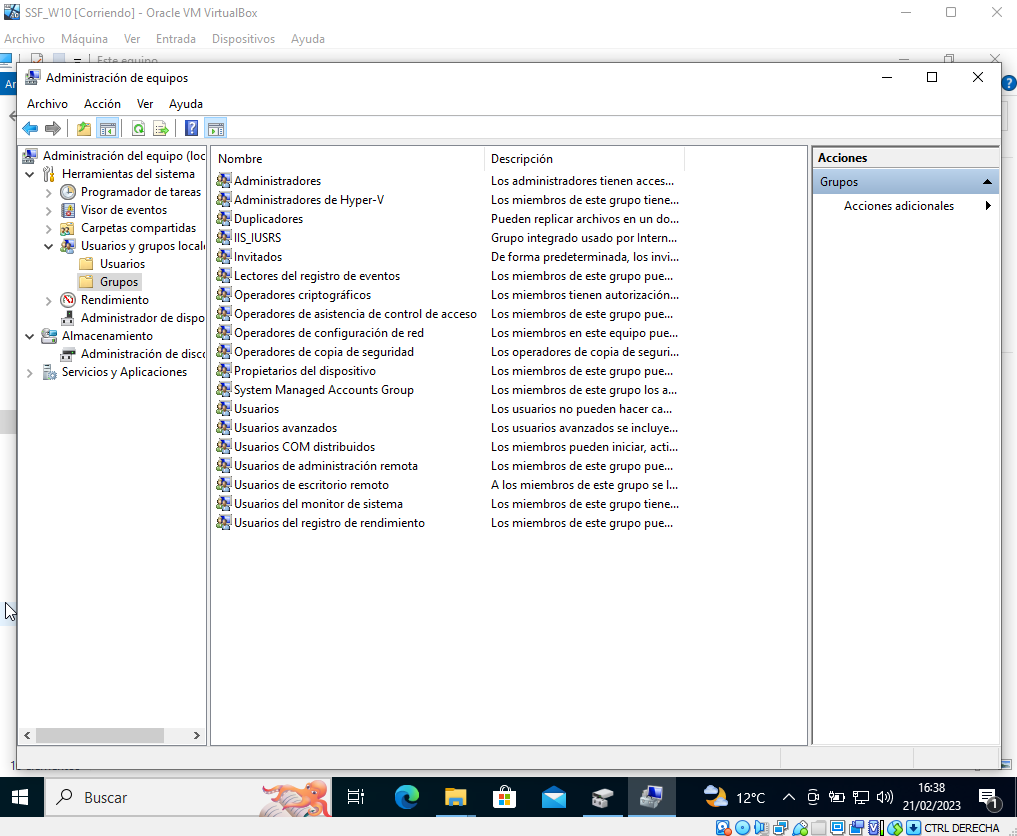 SSF_W10 [Corriendo] - Oracle VM VirtualBox
Archivo Máquina Ver Entrada Dispositivos Ayuda
Este equipo
Administración de equipos
Archivo Acción Ver Ayuda
Administración del equipo (loc
Herramientas del sistema
Programador de tareas
Visor de eventos
Carpetas compartidas
Usuarios y grupos locale
Usuarios
Grupos
Rendimiento
Administrador de dispo
Almacenamiento
Administración de disco
Servicios y Aplicaciones
Nombre Descripción
Administradores Los administradores tienen acces...
Administradores de Hyper-V Los miembros de este grupo tiene...
Duplicadores Pueden replicar archivos en un do...
IIS_IUSRS Grupo integrado usado por Intern...
Invitados De forma predeterminada, los invi...
Lectores del registro de eventos Los miembros de este grupo pue...
Operadores criptográficos Los miembros tienen autorización...
Operadores de asistencia de control de acceso Los miembros de este grupo pue...
Operadores de configuración de red Los miembros en este equipo pue...
Operadores de copia de seguridad Los operadores de copia de seguri...
Propietarios del dispositivo Los miembros de este grupo pue...
System Managed Accounts Group Los miembros de este grupo los a...
Usuarios Los usuarios no pueden hacer ca...
Usuarios avanzados Los usuarios avanzados se incluye...
Usuarios COM distribuidos Los miembros pueden iniciar, acti...
Usuarios de administración remota Los miembros de este grupo pue...
Usuarios de escritorio remoto A los miembros de este grupo se l...
Usuarios del monitor de sistema Los miembros de este grupo tiene...
Usuarios del registro de rendimiento Los miembros de este grupo pue...
Acciones
Grupos
Acciones adicionales
Buscar
12°C
16:38
21/02/2023
1
CTRL DERECHA